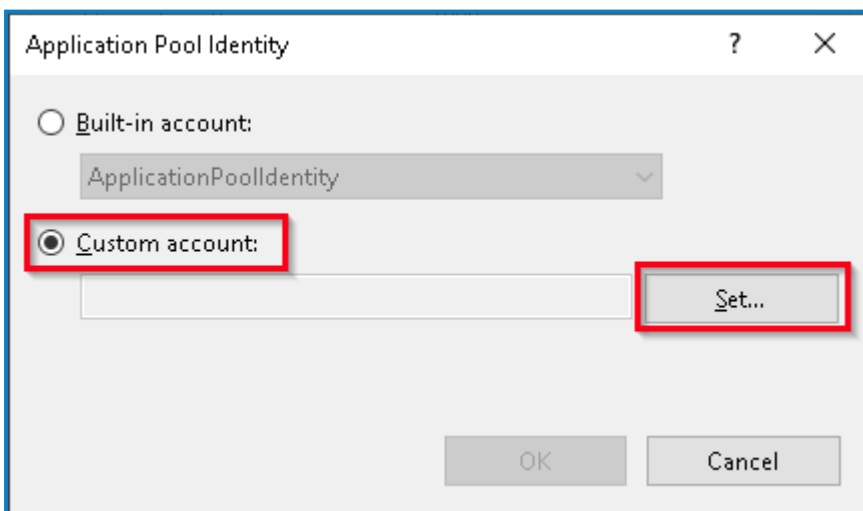 Application Pool Identity ?
Built-in account:
ApplicationPoolIdentity
Custom account:
Set...
OK Cancel